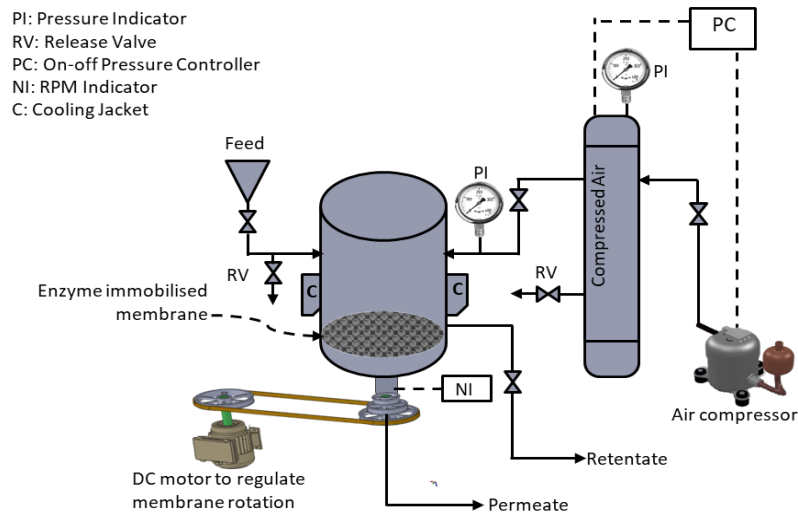 PI: Pressure Indicator
RV: Release Valve
PC: On-off Pressure Controller
NI: RPM Indicator
C: Cooling Jacket
PC
PI
Feed
PI
Compressed Air
RV
RV
C
C
Enzyme immobilised
membrane
NI
Air compressor
DC motor to regulate
membrane rotation
Retentate
Permeate